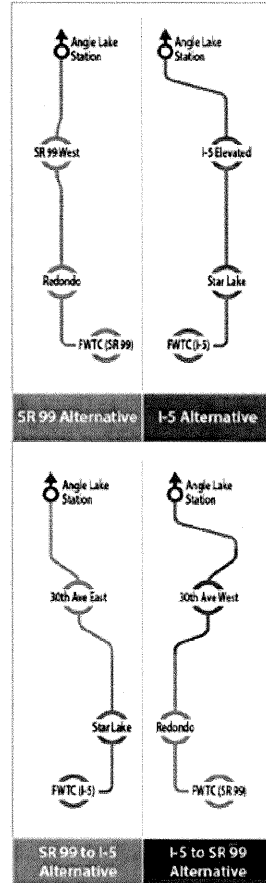 Angle Lake
Station
SR 99 West
Redondo
FWTC (SR 99)
SR 99 Alternative
Angle Lake
Station
I-5 Elevated
Star Lake
FWTC (I-5)
I-5 Alternative
Angle Lake
Station
30th Ave East
Star Lake
FWTC (I-5)
SR 99 to I-5
Alternative
Angle Lake
Station
30th Ave West
Redondo
FWTC (SR 99)
I-5 to SR 99
Alternative